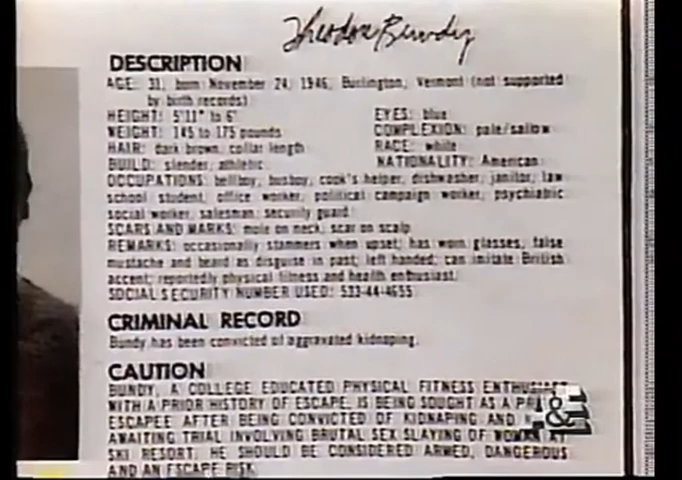 Theodore Bundy
DESCRIPTION
AGE: 31, born November 24, 1946, Burlington, Vermont (not supported
by birth records)
HEIGHT: 5'11" to 6'
EYES: blue
WEIGHT: 145 to 175 pounds
COMPLEXION: pale/sallow
HAIR: dark brown, collar length
RACE: white
BUILD: slender, athletic
NATIONALITY: American
OCCUPATIONS: bellboy, busboy, cook's helper, dishwasher, janitor, law
school student, office worker, political campaign worker, psychiatric
social worker, salesman, security guard
SCARS AND MARKS: mole on neck, scar on scalp
REMARKS: occasionally stammers when upset; has worn glasses, false
mustache and beard as disguise in past; left handed; can imitate British
accent; reportedly physical fitness and health enthusiast
SOCIAL SECURITY NUMBER USED: 533-44-4655
CRIMINAL RECORD
Bundy has been convicted of aggravated kidnaping.
CAUTION
BUNDY, A COLLEGE EDUCATED PHYSICAL FITNESS ENTHUSIAST
WITH A PRIOR HISTORY OF ESCAPE, IS BEING SOUGHT AS A
ESCAPEE AFTER BEING CONVICTED OF KIDNAPING AND
AWAITING TRIAL INVOLVING BRUTAL SEX SLAYING OF WOMAN AT
SKI RESORT. HE SHOULD BE CONSIDERED ARMED, DANGEROUS
AND AN ESCAPE RISK.
A&E